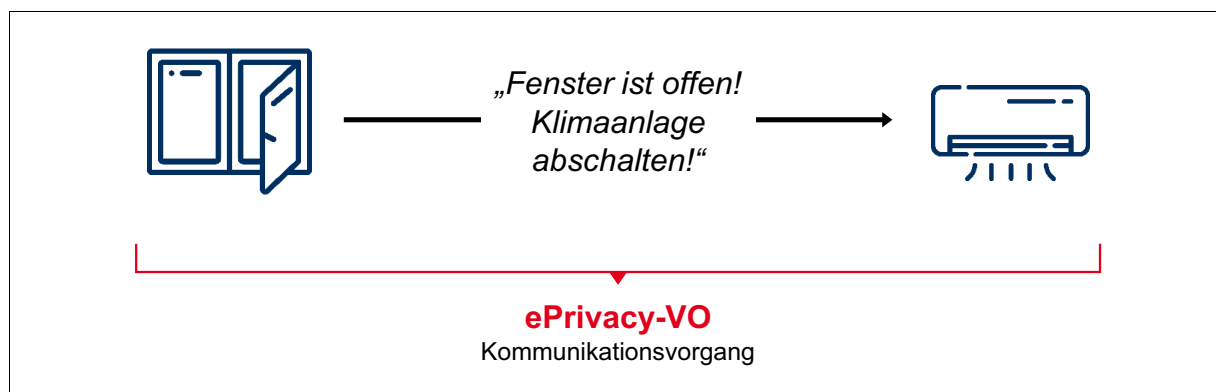 „Fenster ist offen!
Klimaanlage
abschalten!“
ePrivacy-VO
Kommunikationsvorgang